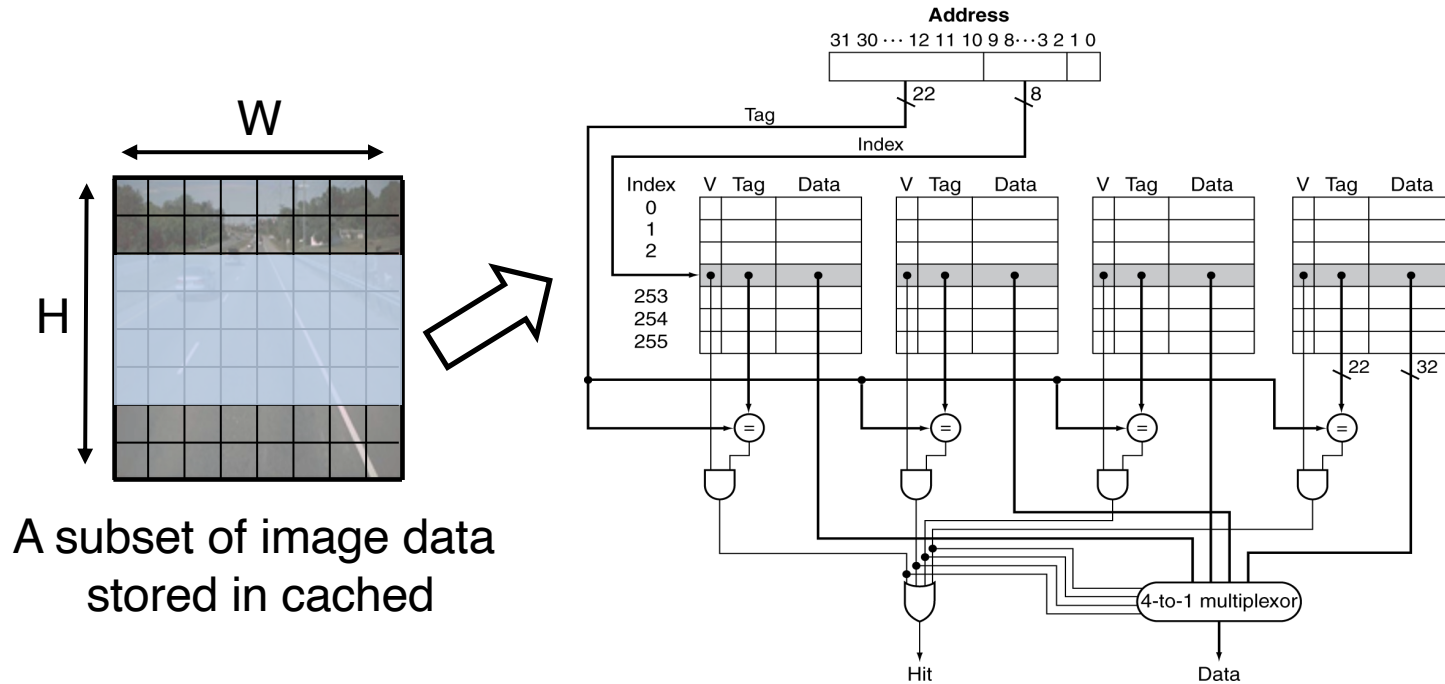 W
H
A subset of image data
stored in cached
Address
31 30 ··· 12 11 10 9 8···3 2 1 0
22
8
Tag
Index
Index V Tag Data V Tag Data V Tag Data V Tag Data
0
1
2
253
254
255
22 32
= = = =
4-to-1 multiplexor
Hit Data